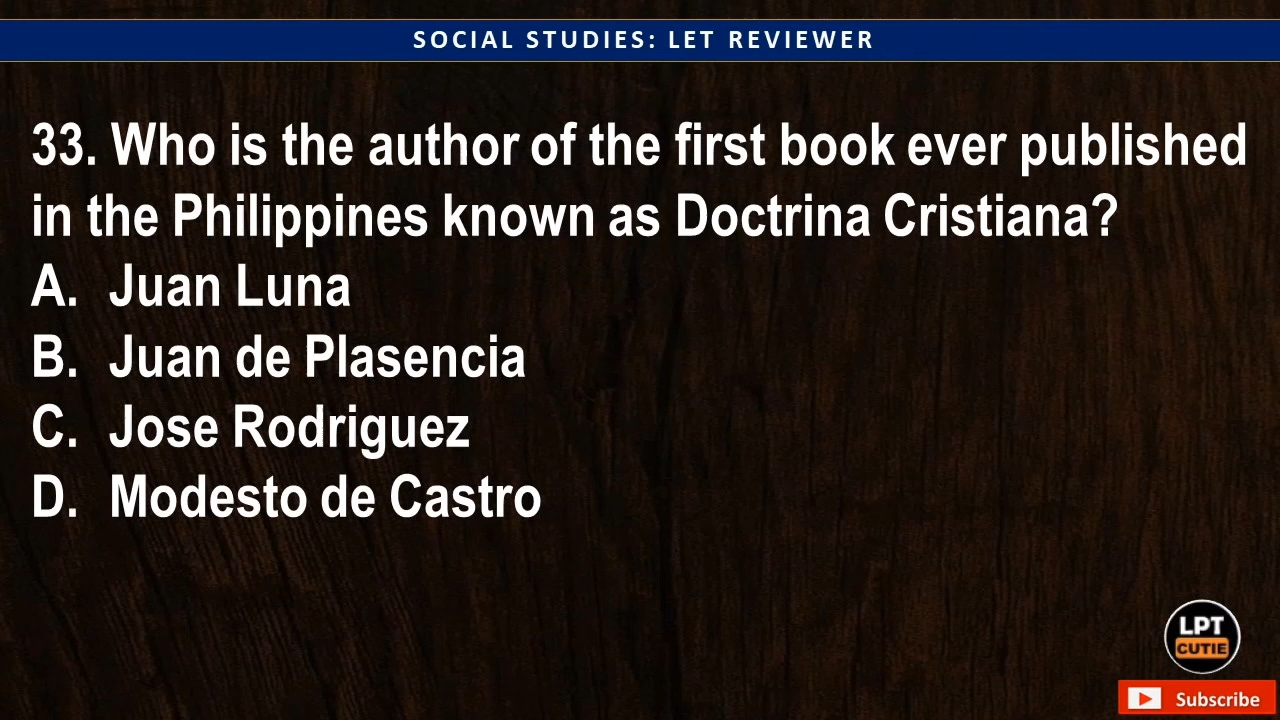 SOCIAL STUDIES: LET REVIEWER
33. Who is the author of the first book ever published
in the Philippines known as Doctrina Cristiana?
A. Juan Luna
B. Juan de Plasencia
C. Jose Rodriguez
D. Modesto de Castro
LPT
CUTIE
Subscribe